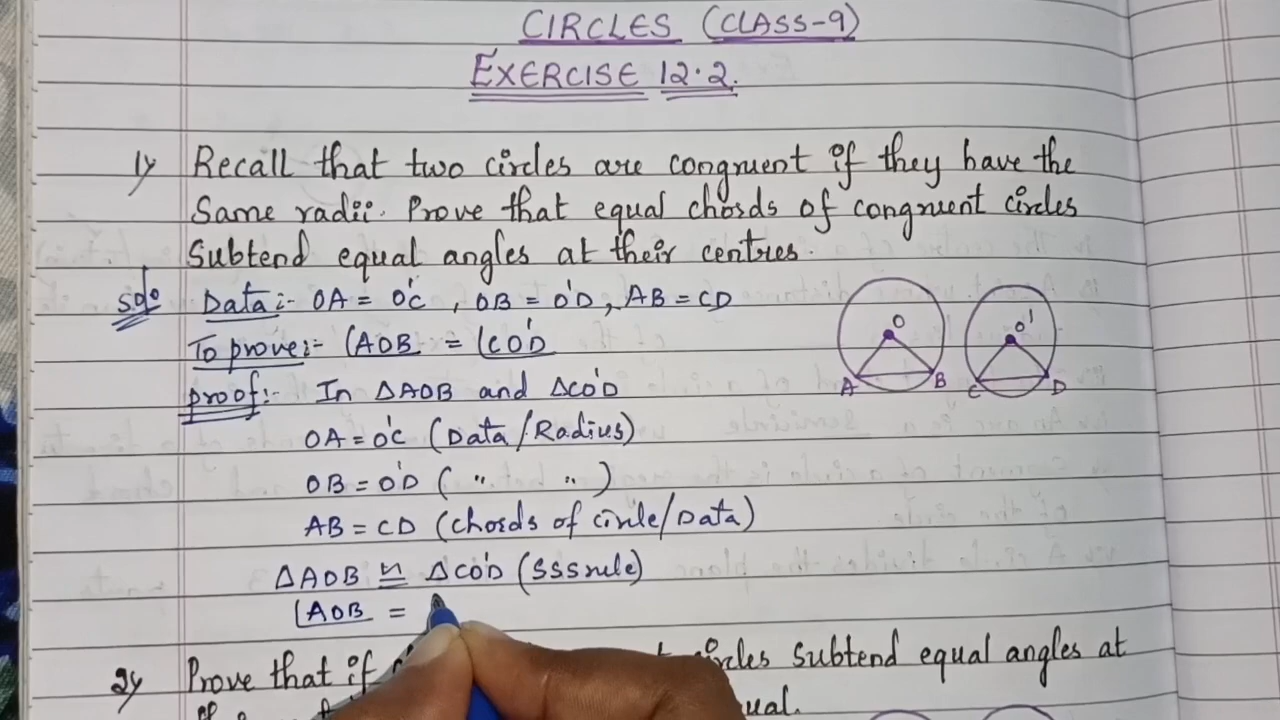 CIRCLES (CLASS-9)
EXERCISE 12.2.
1) Recall that two circles are congruent if they have the
Same radii. Prove that equal chords of congruent circles
Subtend equal angles at their centres.
Sol:
Data:- OA = O'C , OB = O'D, AB = CD
To prove:- ∠AOB = ∠CO'D
proof:- In ΔAOB and ΔCO'D
OA = O'C (Data/Radius)
OB = O'D ( " " )
AB = CD (chords of circle/Data)
ΔAOB ≅ ΔCO'D (SSS rule)
∠AOB =
O
A
B
O'
C
D
2) Prove that if circles Subtend equal angles at